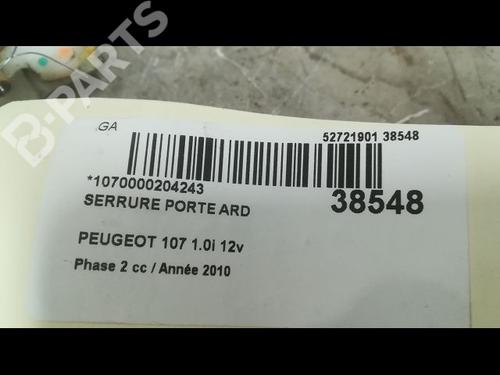 .GA
52721901 38548
*1070000204243
38548
SERRURE PORTE ARD
PEUGEOT 107 1.0i 12v
Phase 2 cc / Année 2010
B-PARTS